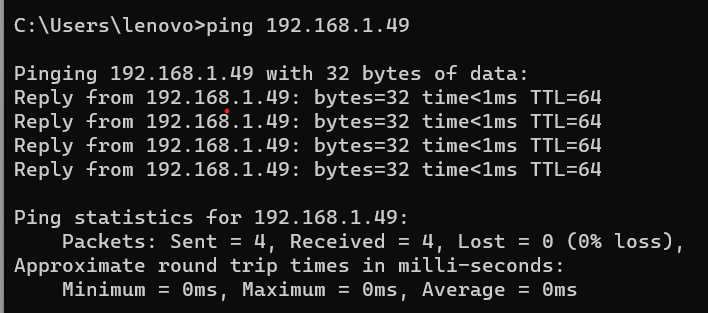 C:\Users\lenovo>ping 192.168.1.49
Pinging 192.168.1.49 with 32 bytes of data:
Reply from 192.168.1.49: bytes=32 time<1ms TTL=64
Reply from 192.168.1.49: bytes=32 time<1ms TTL=64
Reply from 192.168.1.49: bytes=32 time<1ms TTL=64
Reply from 192.168.1.49: bytes=32 time<1ms TTL=64
Ping statistics for 192.168.1.49:
Packets: Sent = 4, Received = 4, Lost = 0 (0% loss),
Approximate round trip times in milli-seconds:
Minimum = 0ms, Maximum = 0ms, Average = 0ms